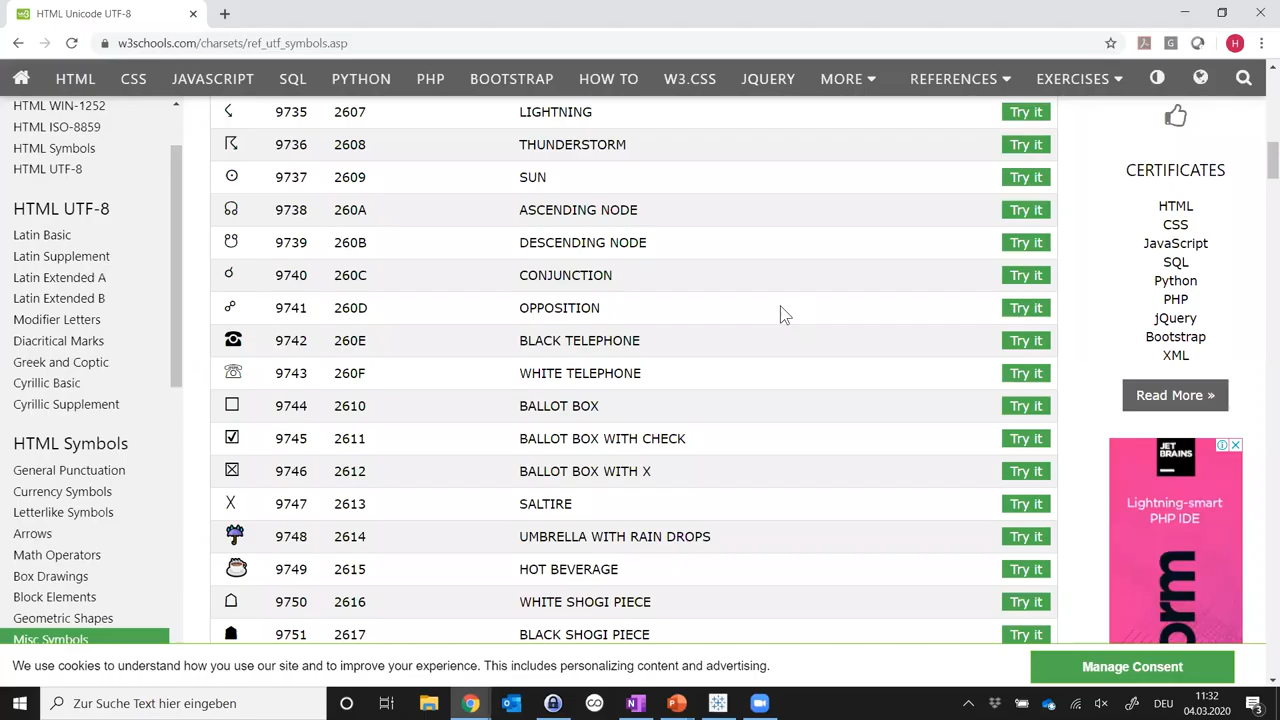 HTML Unicode UTF-8
w3schools.com/charsets/ref_utf_symbols.asp
HTML CSS JAVASCRIPT SQL PYTHON PHP BOOTSTRAP HOW TO W3.CSS JQUERY MORE REFERENCES EXERCISES
HTML WIN-1252
HTML ISO-8859
HTML Symbols
HTML UTF-8
HTML UTF-8
Latin Basic
Latin Supplement
Latin Extended A
Latin Extended B
Modifier Letters
Diacritical Marks
Greek and Coptic
Cyrillic Basic
Cyrillic Supplement
HTML Symbols
General Punctuation
Currency Symbols
Letterlike Symbols
Arrows
Math Operators
Box Drawings
Block Elements
Geometric Shapes
Misc Symbols
☇ 9735 2607 LIGHTNING Try it
☈ 9736 2608 THUNDERSTORM Try it
☉ 9737 2609 SUN Try it
☊ 9738 260A ASCENDING NODE Try it
☋ 9739 260B DESCENDING NODE Try it
☌ 9740 260C CONJUNCTION Try it
☍ 9741 260D OPPOSITION Try it
☎ 9742 260E BLACK TELEPHONE Try it
☏ 9743 260F WHITE TELEPHONE Try it
☐ 9744 2610 BALLOT BOX Try it
☑ 9745 2611 BALLOT BOX WITH CHECK Try it
☒ 9746 2612 BALLOT BOX WITH X Try it
☓ 9747 2613 SALTIRE Try it
☔ 9748 2614 UMBRELLA WITH RAIN DROPS Try it
☕ 9749 2615 HOT BEVERAGE Try it
☖ 9750 2616 WHITE SHOGI PIECE Try it
☗ 9751 2617 BLACK SHOGI PIECE Try it
CERTIFICATES
HTML
CSS
JavaScript
SQL
Python
PHP
jQuery
Bootstrap
XML
Read More »
JET
BRAINS
Lightning-smart
PHP IDE
orm
We use cookies to understand how you use our site and to improve your experience. This includes personalizing content and advertising.
Manage Consent
Zur Suche Text hier eingeben
DEU
11:32
04.03.2020
3